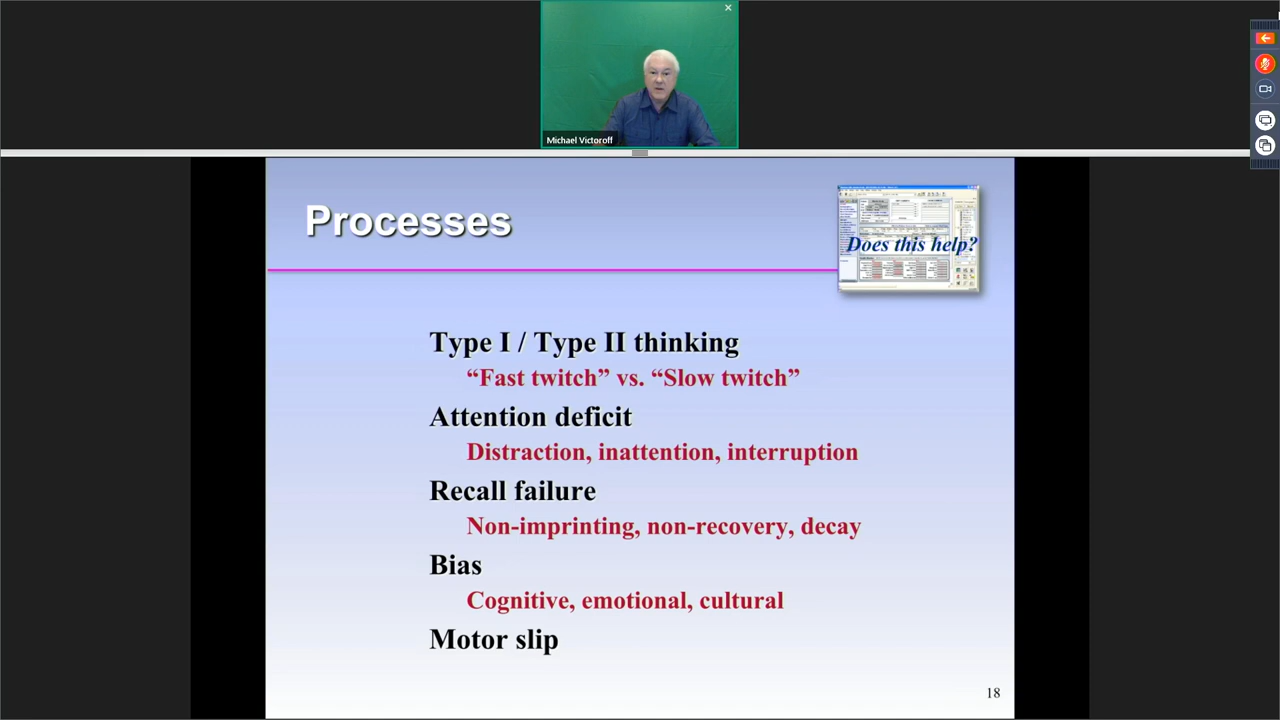 Michael Victoroff
Processes
Does this help?
Type I / Type II thinking
“Fast twitch” vs. “Slow twitch”
Attention deficit
Distraction, inattention, interruption
Recall failure
Non-imprinting, non-recovery, decay
Bias
Cognitive, emotional, cultural
Motor slip
18